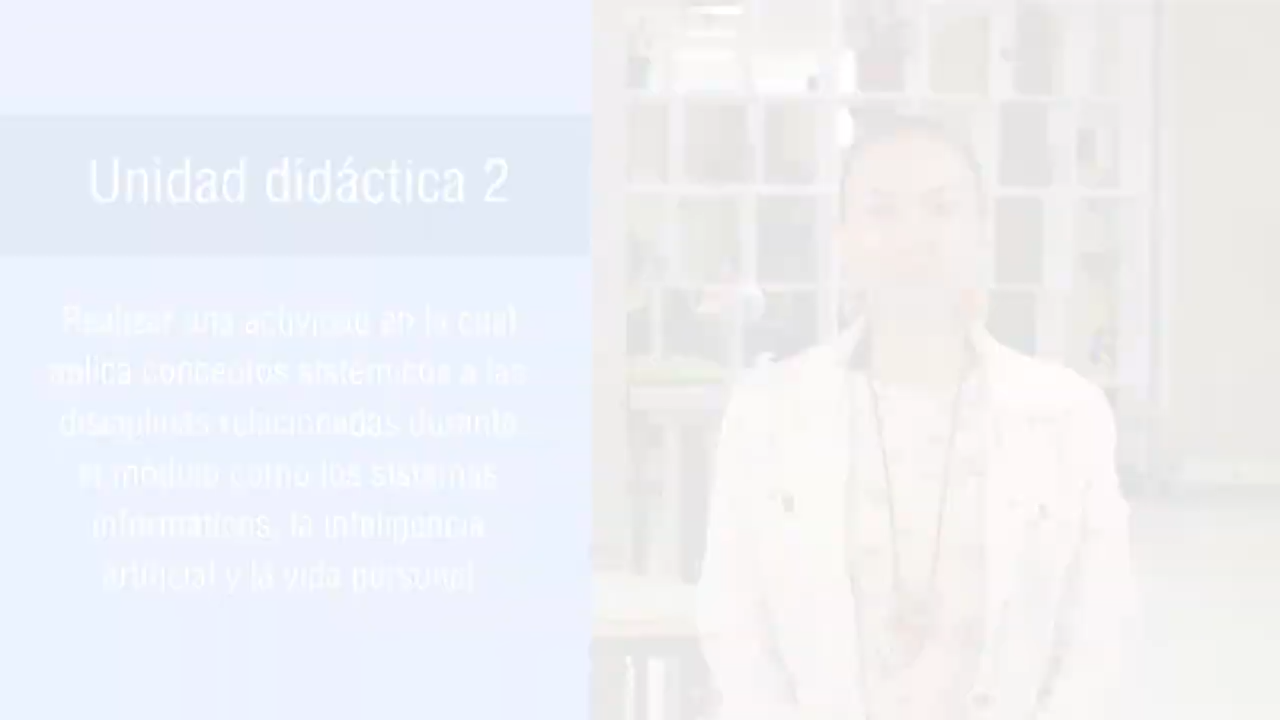 Unidad didáctica 2
Realizar una actividad en la cual
aplica conceptos sistémicos a las
disciplinas relacionadas durante
el módulo como los sistemas
informáticos, la inteligencia
artificial y la vida personal.